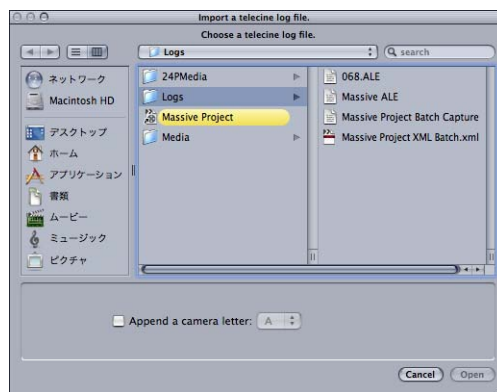 Import a telecine log file.
Choose a telecine log file.
Logs
search
ネットワーク
Macintosh HD
デスクトップ
ホーム
アプリケーション
書類
ムービー
ミュージック
ピクチャ
24PMedia
Logs
Massive Project
Media
068.ALE
Massive ALE
Massive Project Batch Capture
Massive Project XML Batch.xml
Append a camera letter: A
Cancel Open